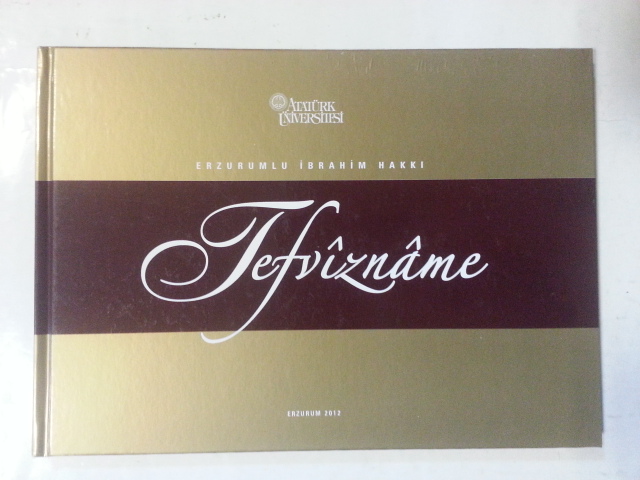 ATATÜRK
ÜNİVERSİTESİ
ERZURUMLU İBRAHİM HAKKI
Tefvîznâme
ERZURUM 2012